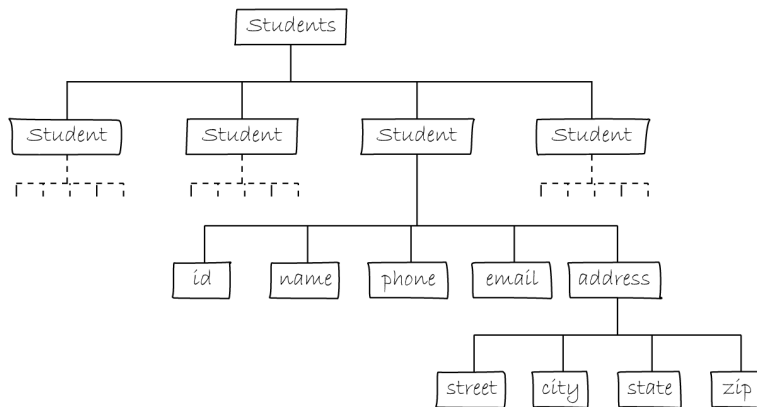 Students
Student Student Student Student
id name phone email address
street city state zip